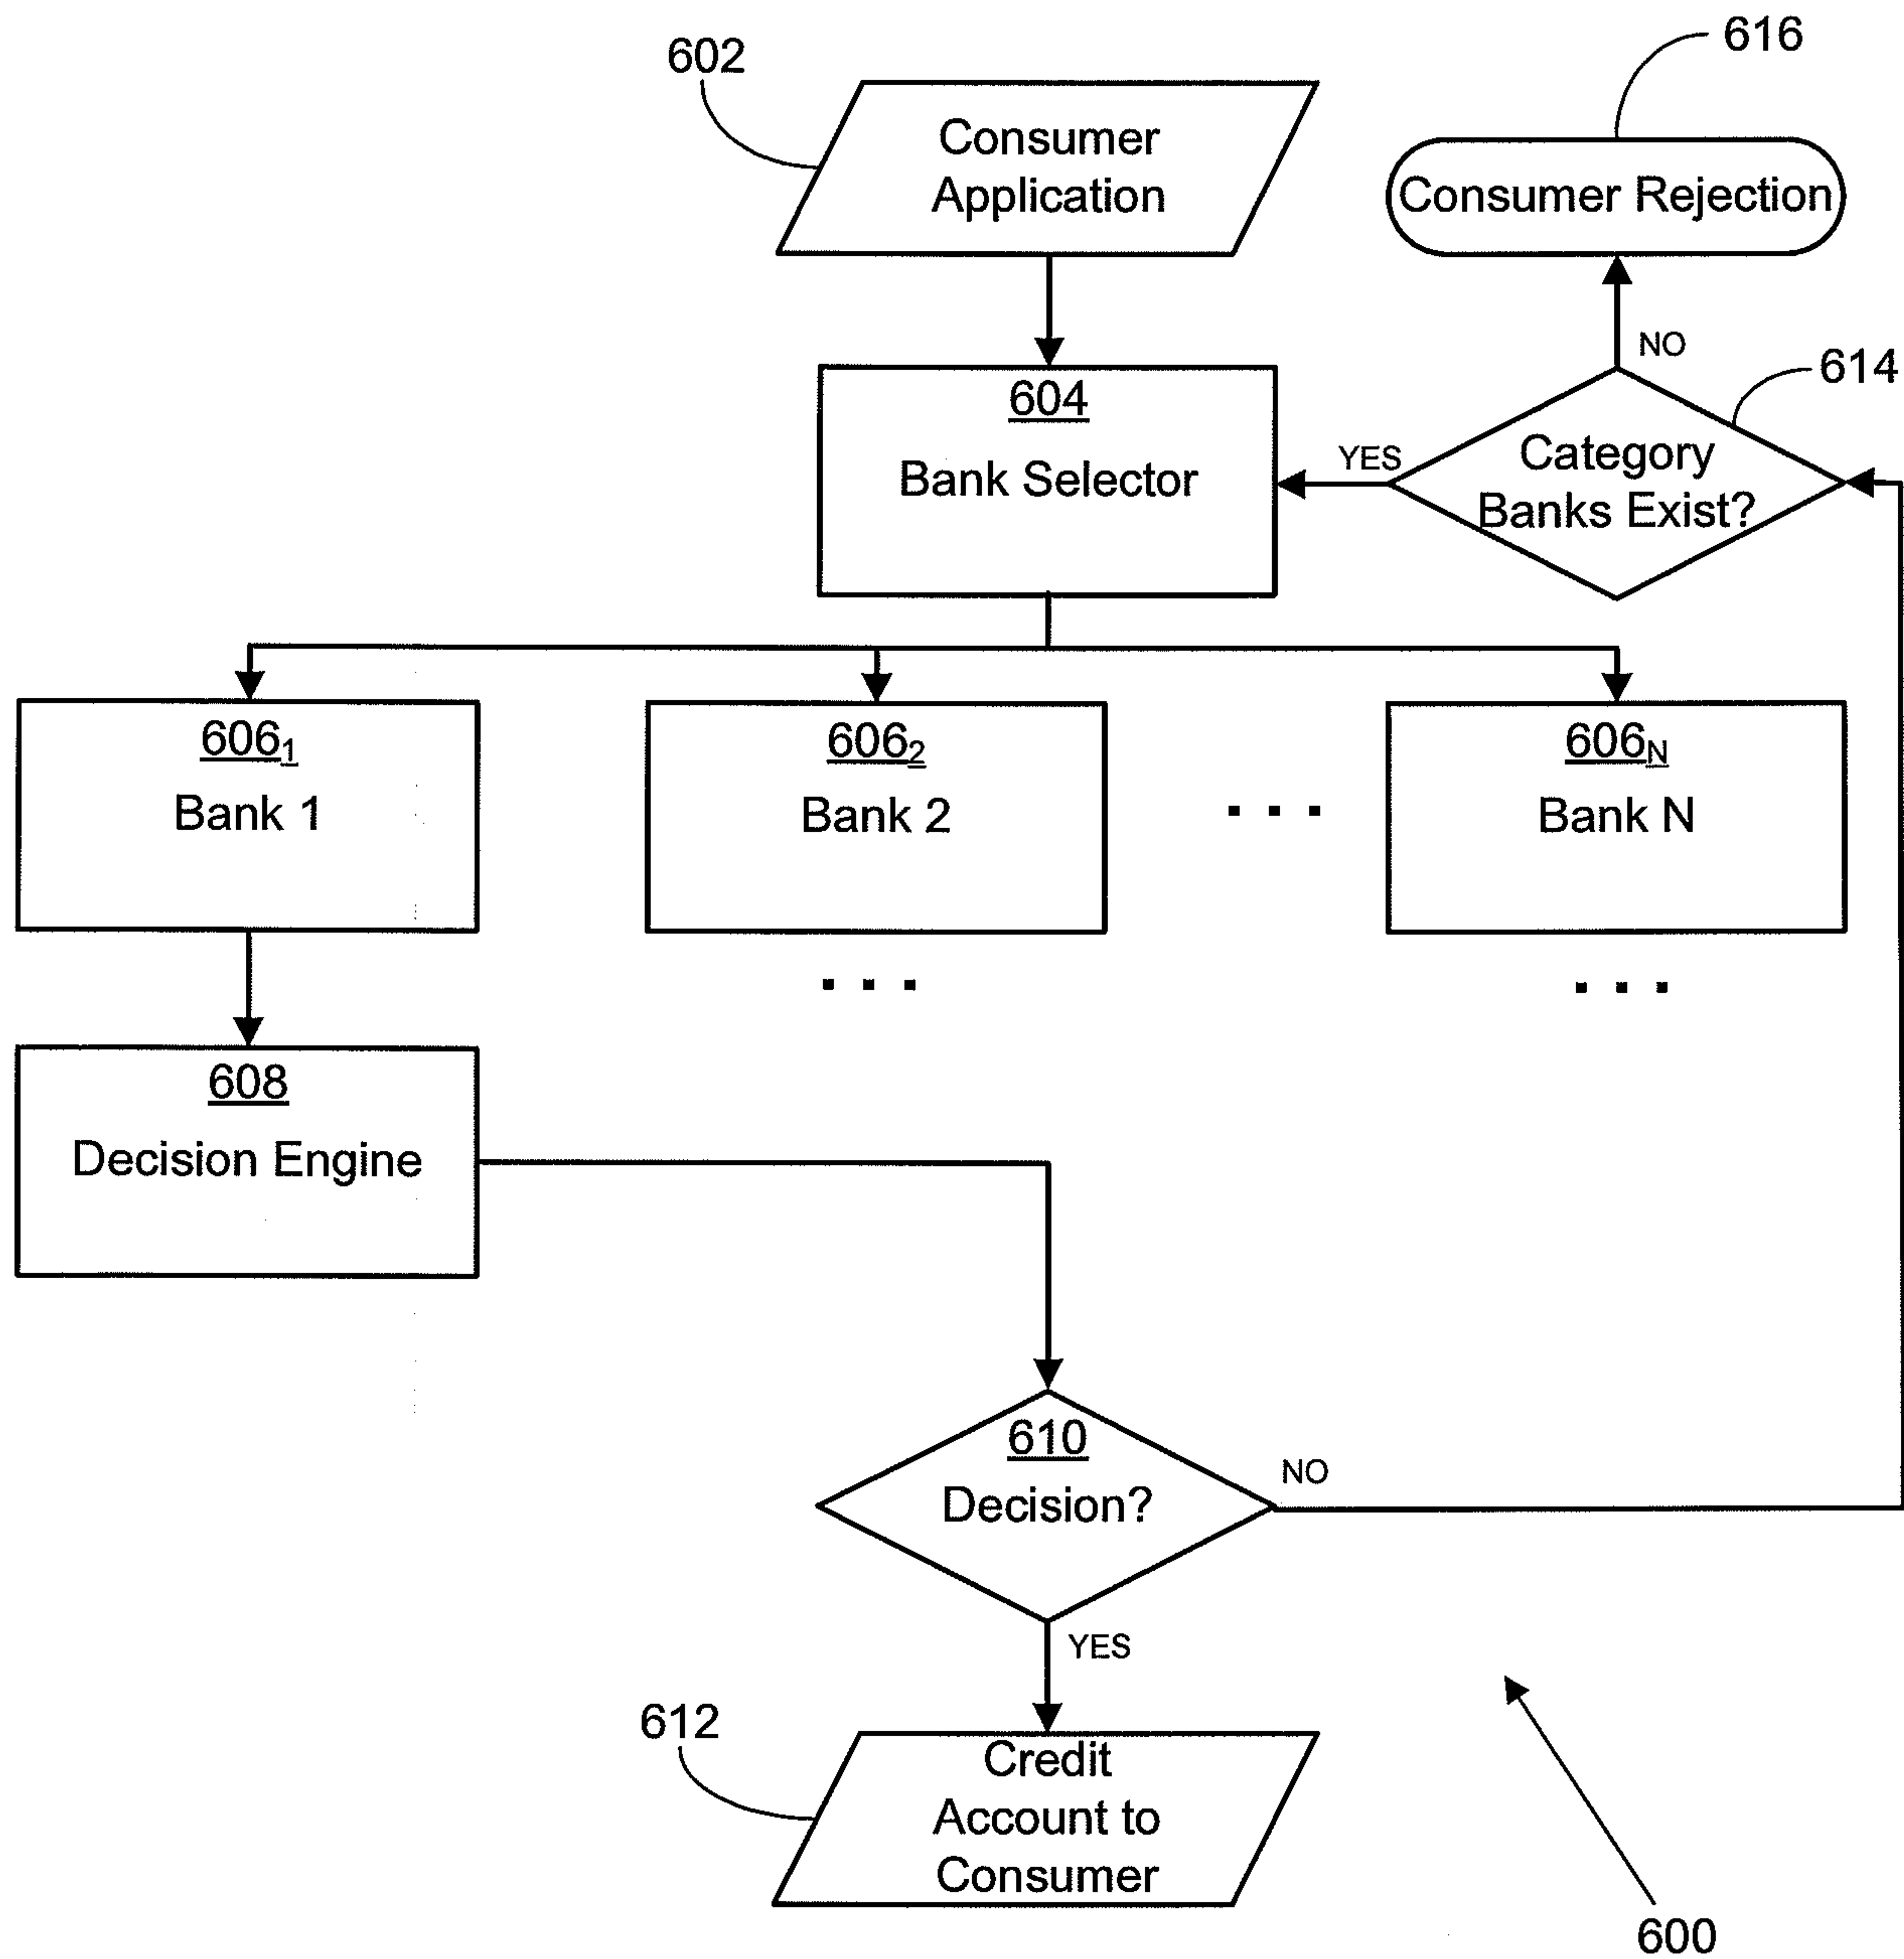 602
Consumer
Application
616
Consumer Rejection
NO
614
604
Bank Selector
YES
Category
Banks Exist?
606₁
Bank 1
606₂
Bank 2
. . .
606N
Bank N
. . .
. . .
608
Decision Engine
610
Decision?
NO
YES
612
Credit
Account to
Consumer
600